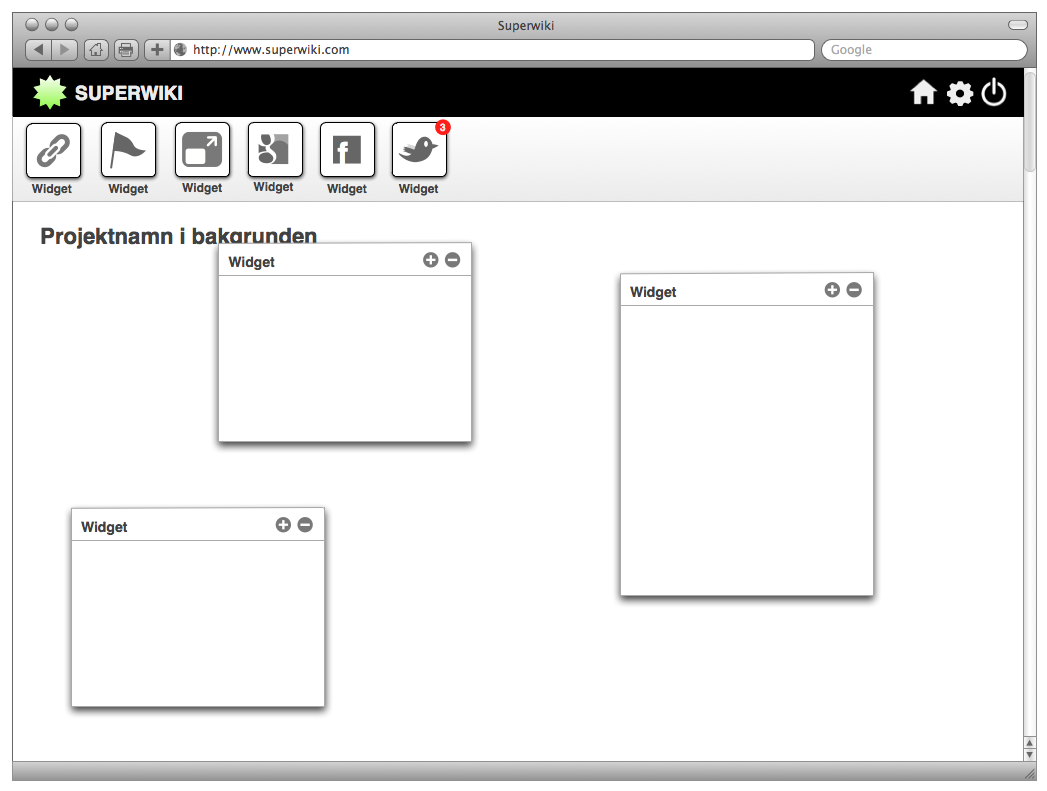 Superwiki
http://www.superwiki.com
Google
SUPERWIKI
3
Widget Widget Widget Widget Widget Widget
Projektnamn i bakgrunden
Widget
Widget
Widget